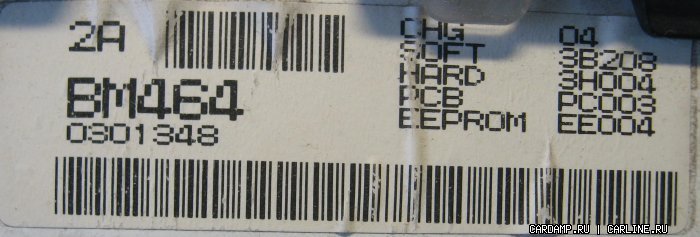 2A
BM464
0301348
CHG 04
SOFT 3B208
HARD 3H004
PCB PC003
EEPROM EE004
CARDAMP.RU | CARLINE.RU